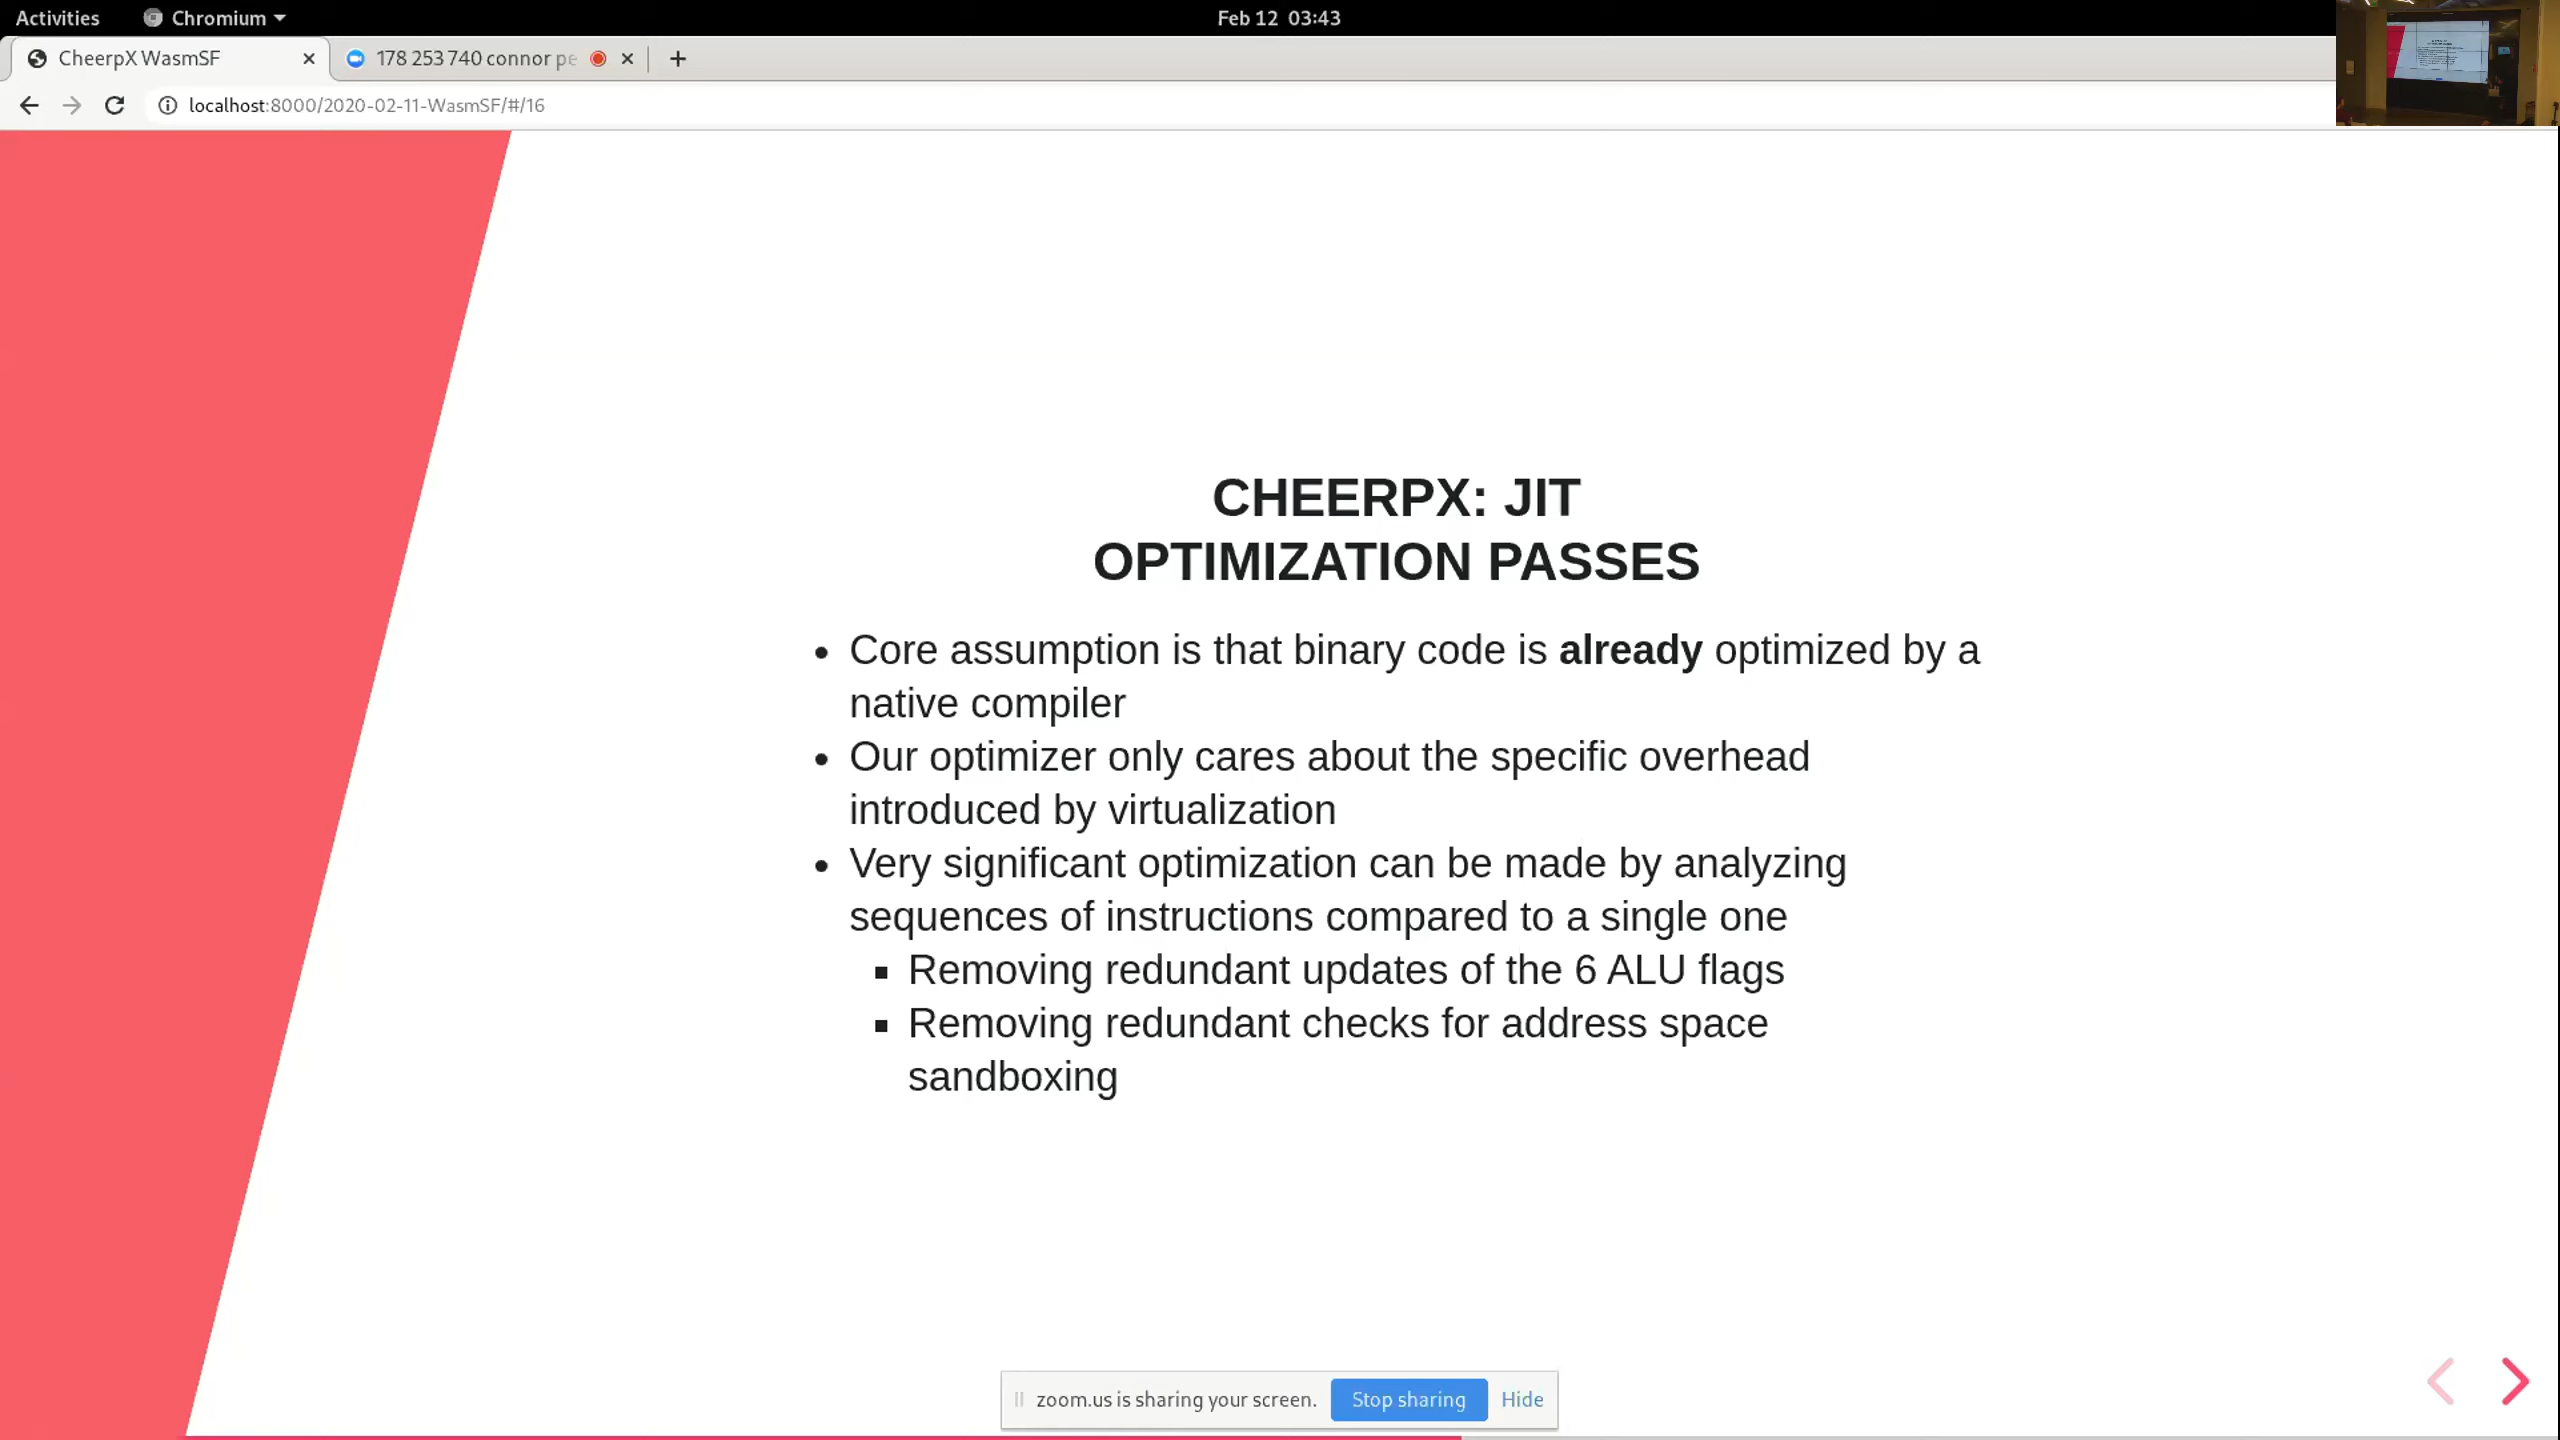 Activities Chromium Feb 12 03:43
CheerpX WasmSF 178 253 740 connor pe
localhost:8000/2020-02-11-WasmSF/#/16
CHEERPX: JIT
OPTIMIZATION PASSES
Core assumption is that binary code is already optimized by a
native compiler
Our optimizer only cares about the specific overhead
introduced by virtualization
Very significant optimization can be made by analyzing
sequences of instructions compared to a single one
Removing redundant updates of the 6 ALU flags
Removing redundant checks for address space
sandboxing
zoom.us is sharing your screen. Stop sharing Hide